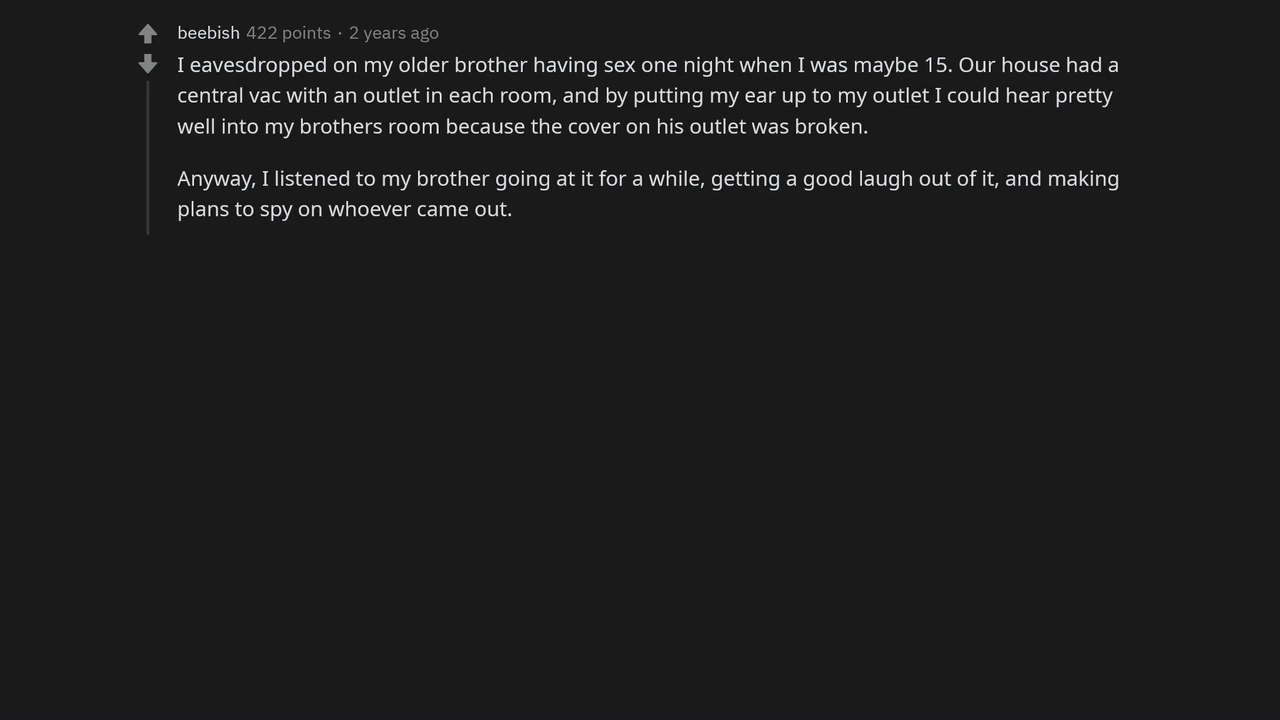 beebish 422 points · 2 years ago
I eavesdropped on my older brother having sex one night when I was maybe 15. Our house had a
central vac with an outlet in each room, and by putting my ear up to my outlet I could hear pretty
well into my brothers room because the cover on his outlet was broken.
Anyway, I listened to my brother going at it for a while, getting a good laugh out of it, and making
plans to spy on whoever came out.